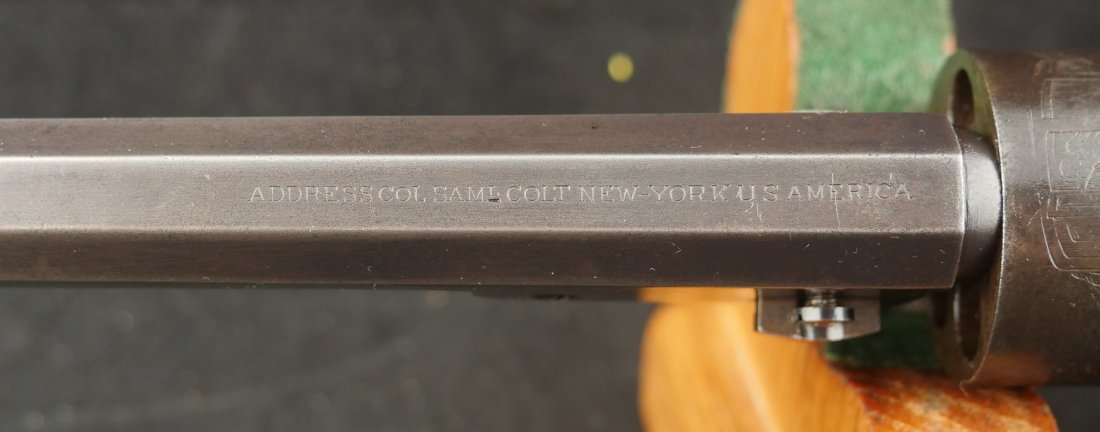 ADDRESS COL SAML COLT NEW-YORK U S AMERICA